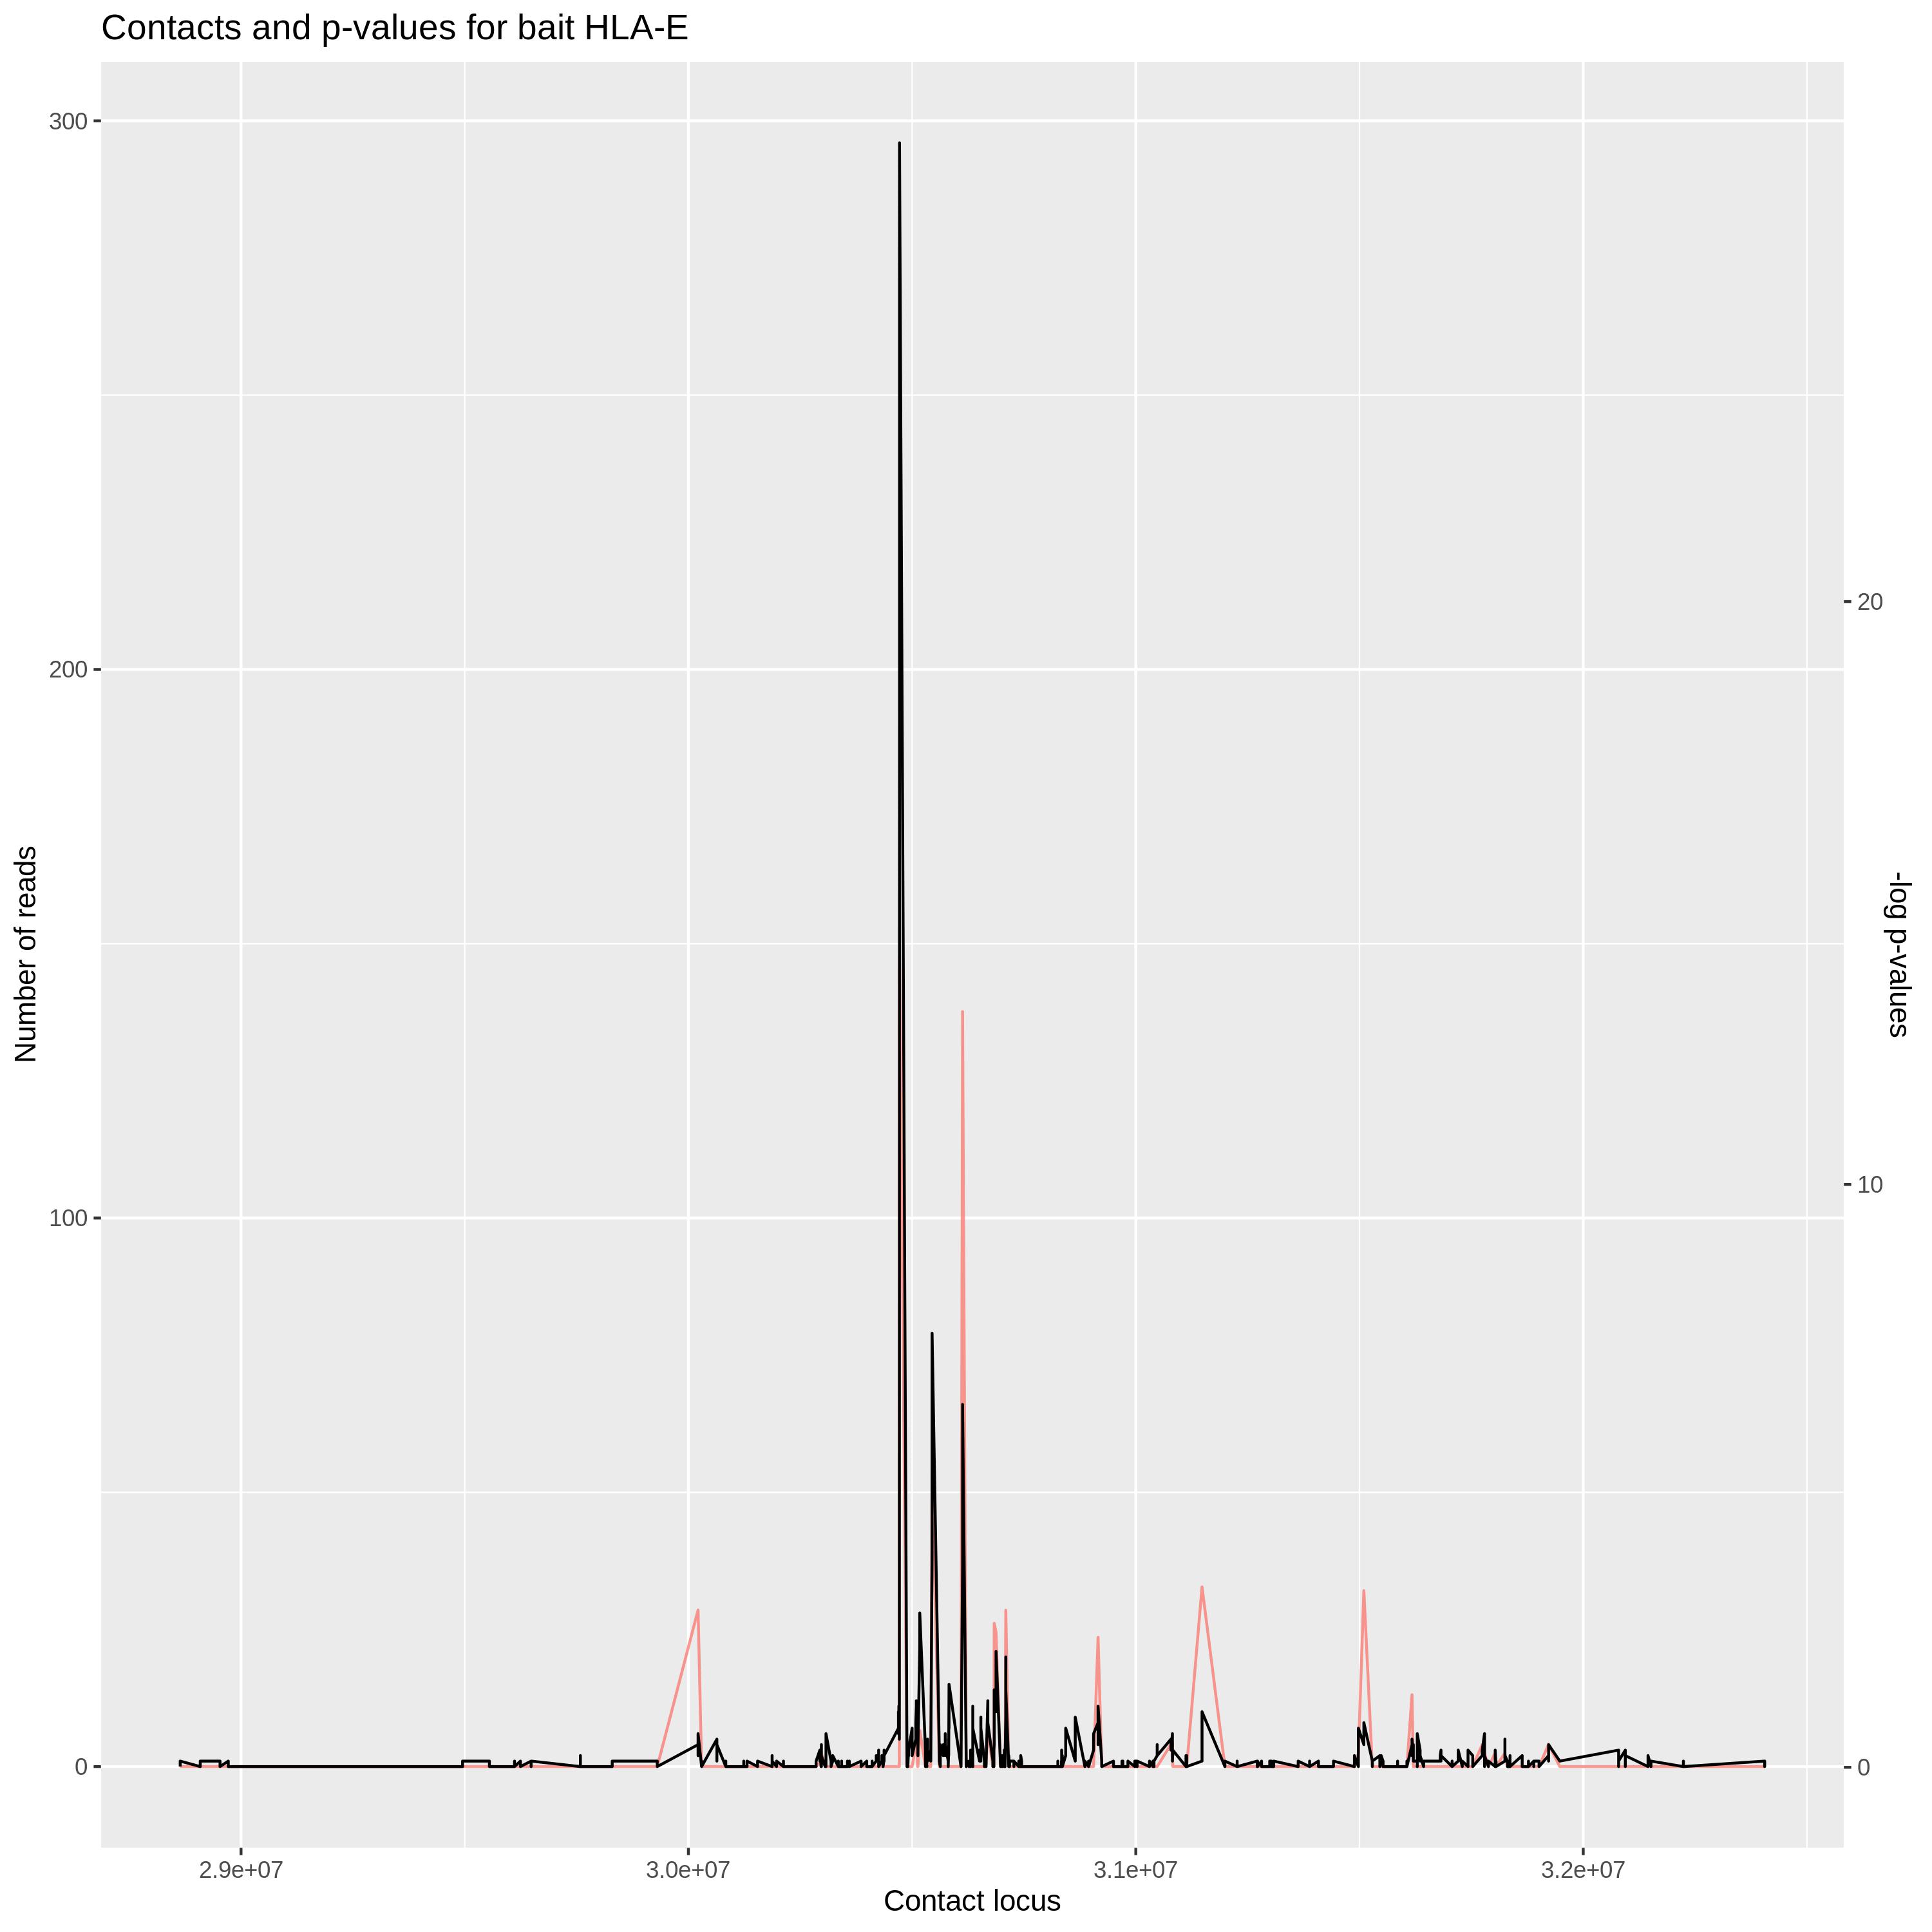 Contacts and p-values for bait HLA-E
300
200
100
0
Number of reads
20
10
0
-log p-values
2.9e+07 3.0e+07 3.1e+07 3.2e+07
Contact locus